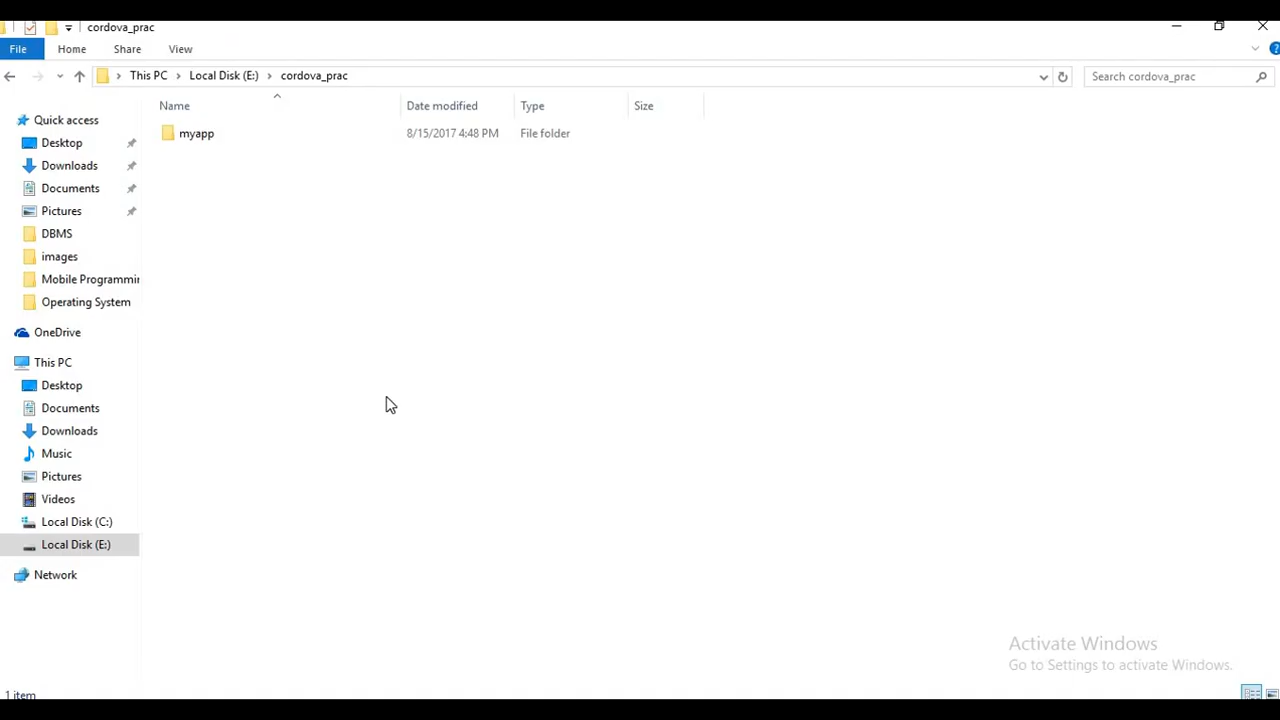 cordova_prac
File Home Share View
This PC Local Disk (E:) cordova_prac Search cordova_prac
Name Date modified Type Size
myapp 8/15/2017 4:48 PM File folder
Quick access
Desktop
Downloads
Documents
Pictures
DBMS
images
Mobile Programmin
Operating System
OneDrive
This PC
Desktop
Documents
Downloads
Music
Pictures
Videos
Local Disk (C:)
Local Disk (E:)
Network
Activate Windows
Go to Settings to activate Windows.
1 item